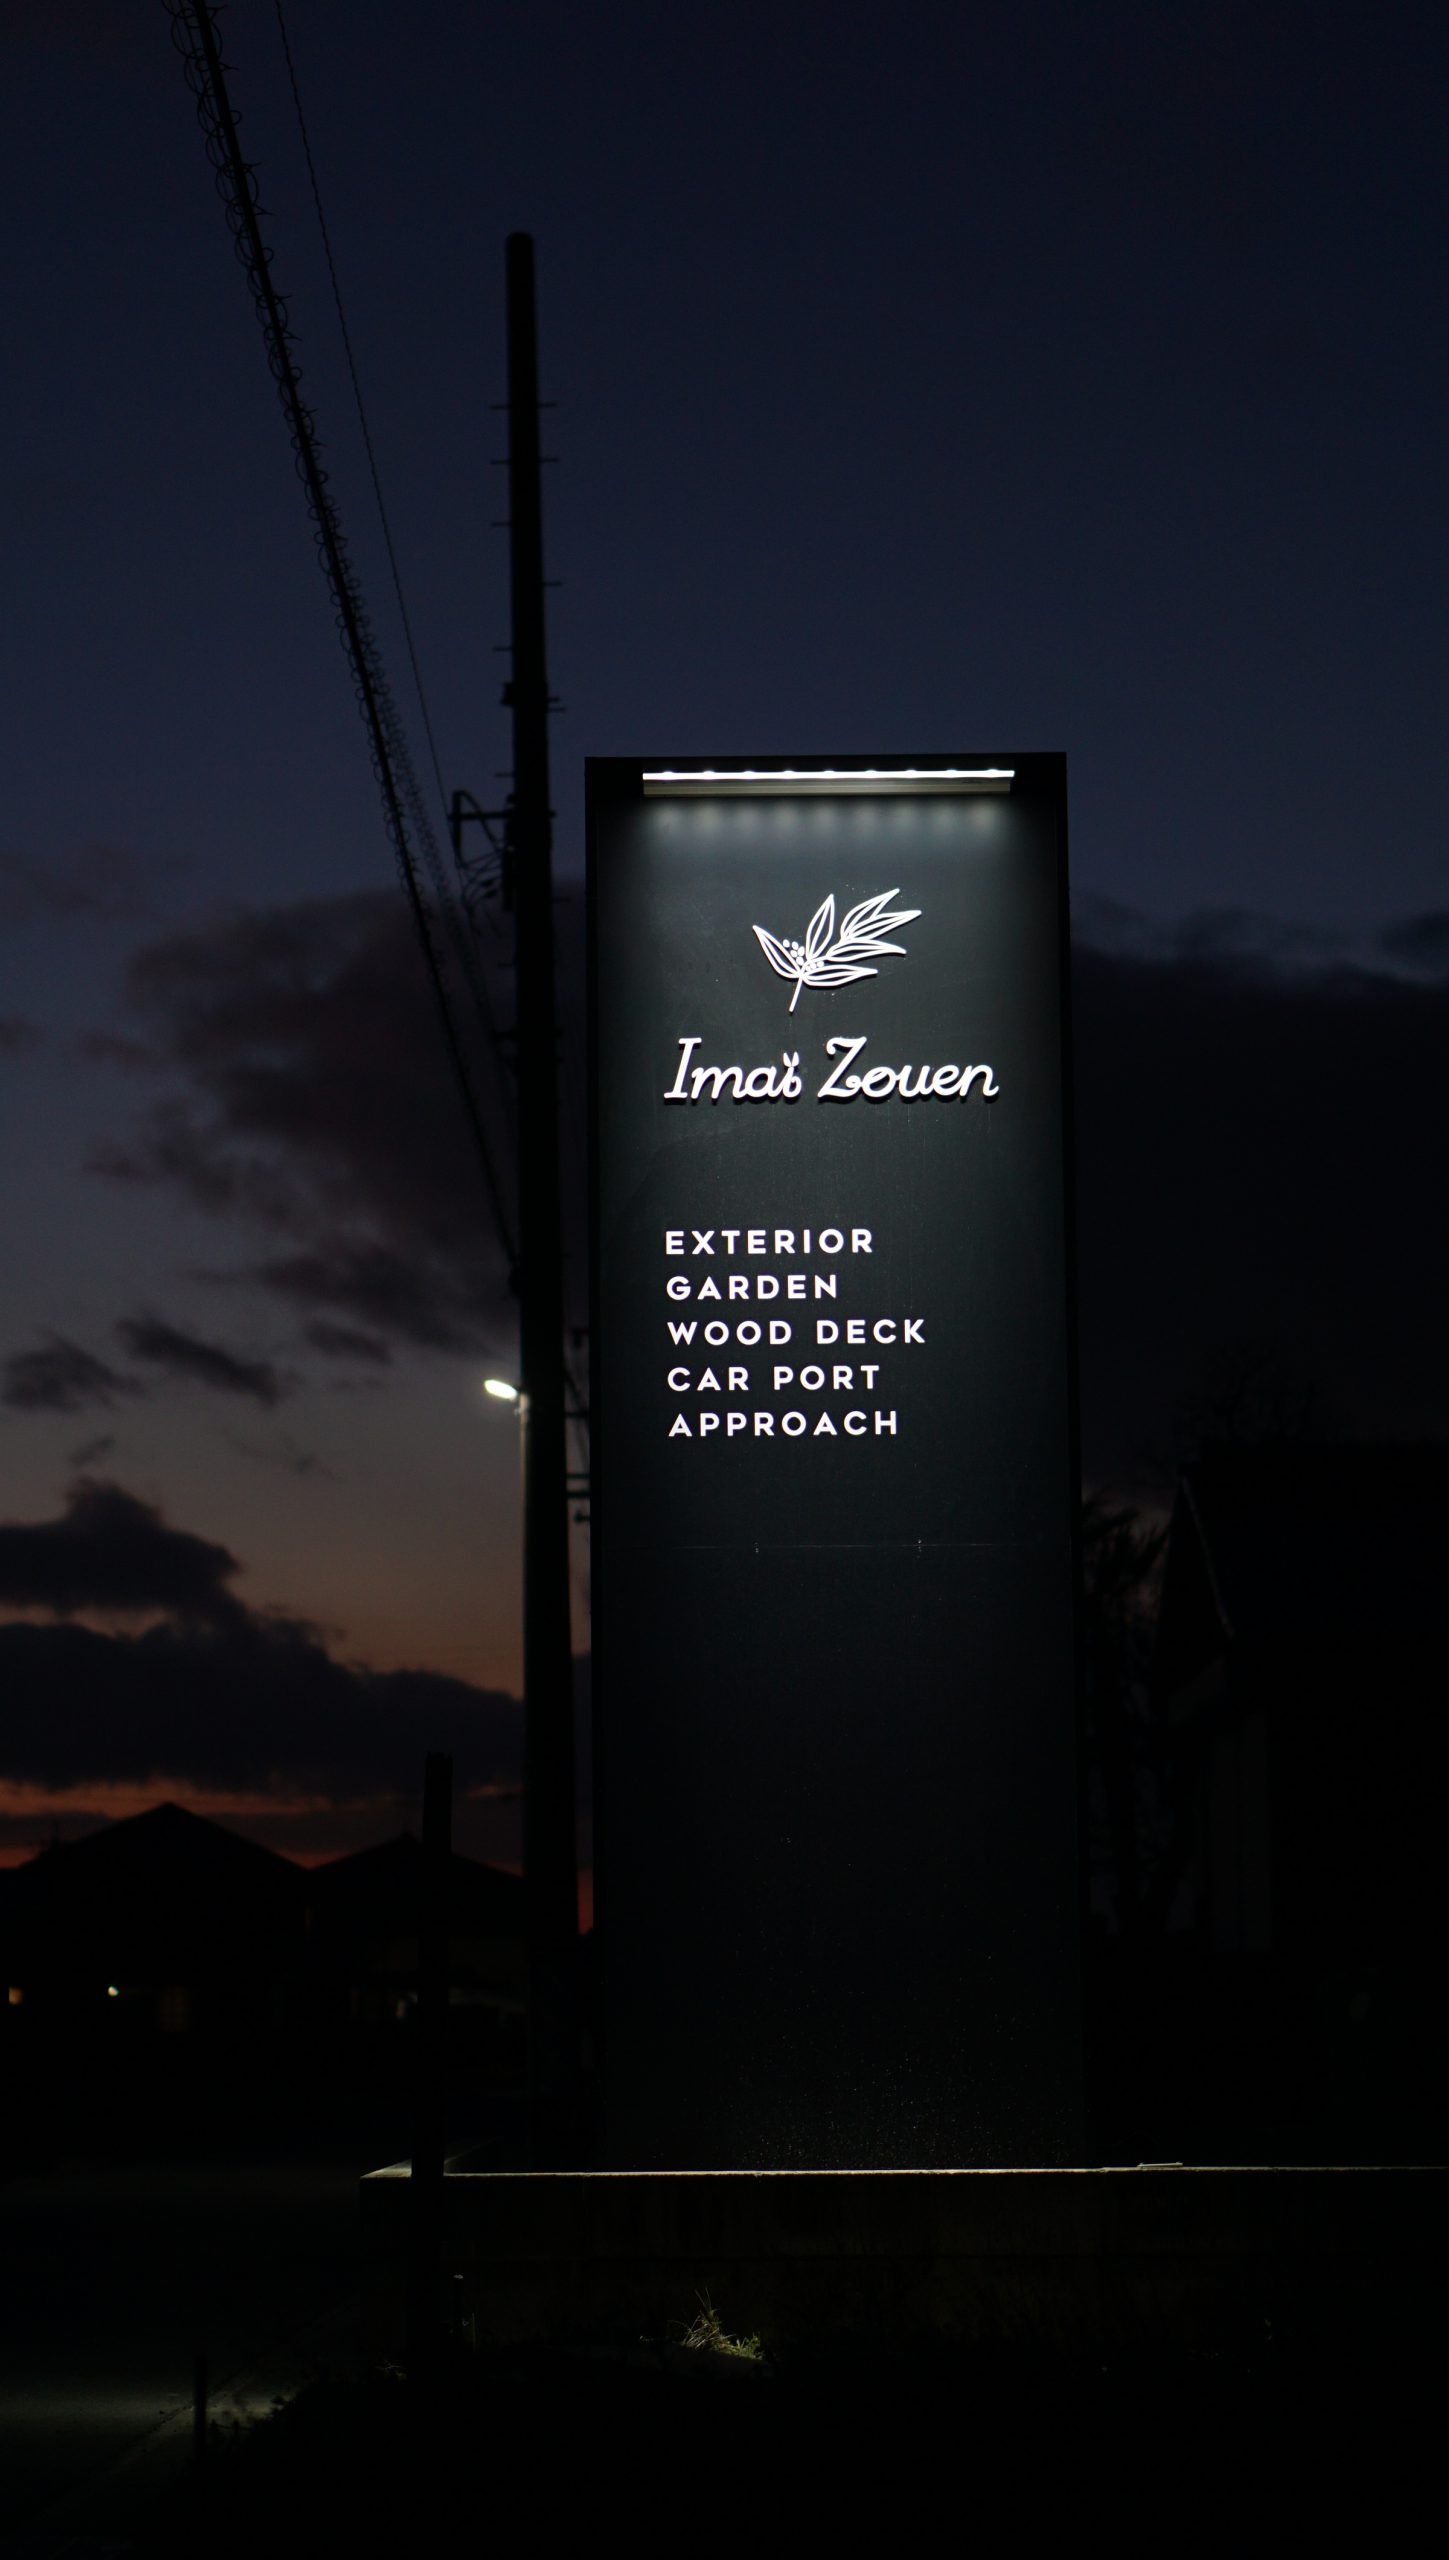 Imai Zouen
EXTERIOR
GARDEN
WOOD DECK
CAR PORT
APPROACH